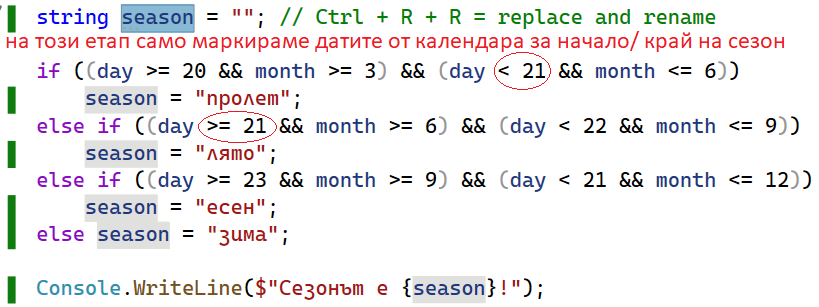 string season = ""; // Ctrl + R + R = replace and rename
на този етап само маркираме датите от календара за начало/ край на сезон
if ((day >= 20 && month >= 3) && (day < 21 && month <= 6))
season = "пролет";
else if ((day >= 21 && month >= 6) && (day < 22 && month <= 9))
season = "лято";
else if ((day >= 23 && month >= 9) && (day < 21 && month <= 12))
season = "есен";
else season = "зима";
Console.WriteLine($"Сезонът е {season}!");